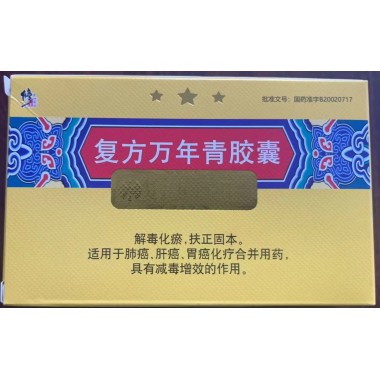 修
批准文号：国药准字B20020717
复方万年青胶囊
解毒化瘀，扶正固本。
适用于肺癌、肝癌、胃癌化疗合并用药，
具有减毒增效的作用。